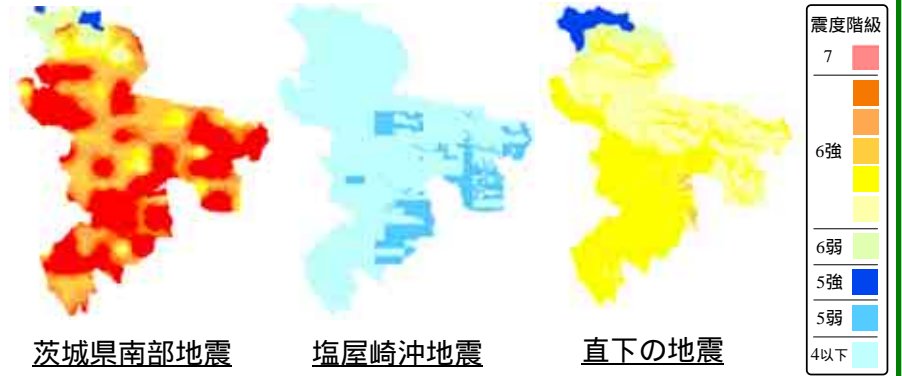 震度階級
7
6強
6弱
5強
5弱
4以下
茨城県南部地震
塩屋崎沖地震
直下の地震